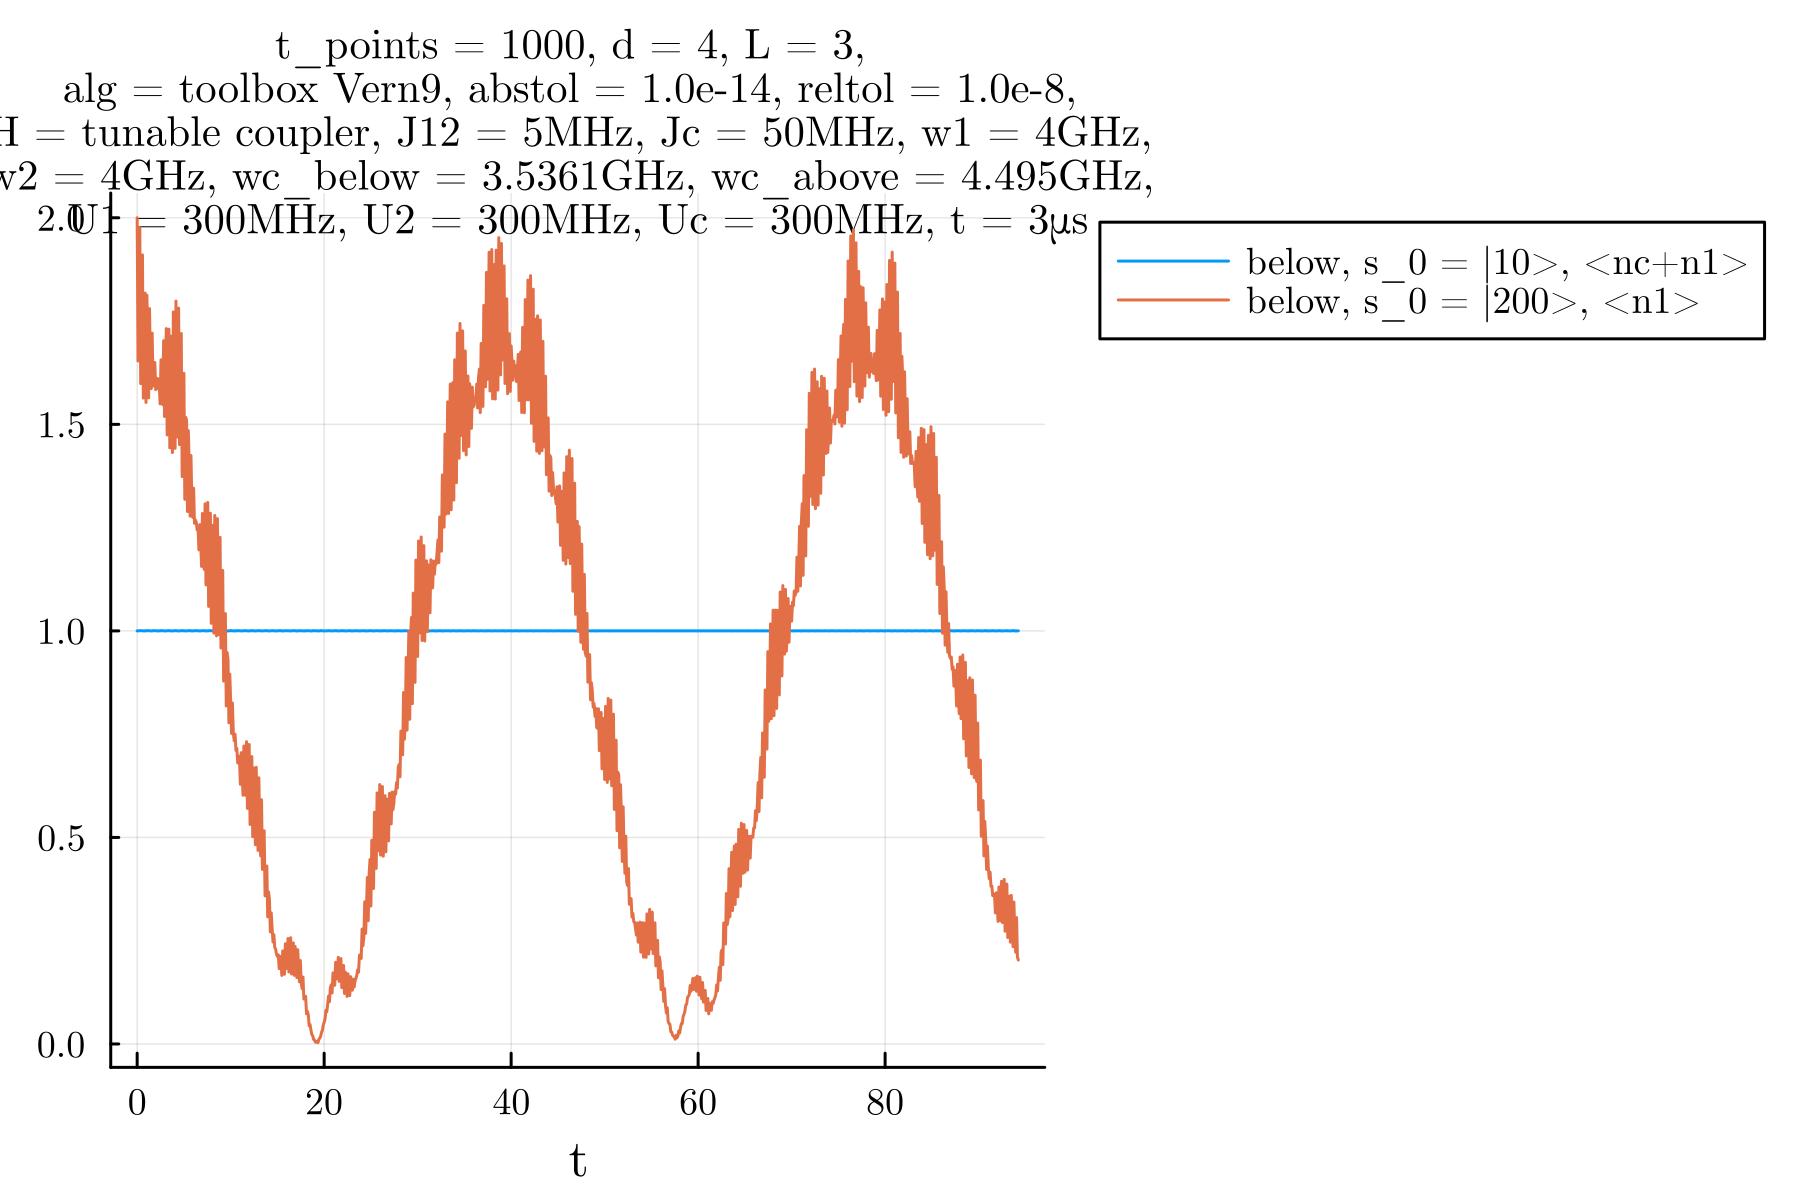 t_points = 1000, d = 4, L = 3,
alg = toolbox Vern9, abstol = 1.0e-14, reltol = 1.0e-8,
H = tunable coupler, J12 = 5MHz, Jc = 50MHz, w1 = 4GHz,
w2 = 4GHz, wc_below = 3.5361GHz, wc_above = 4.495GHz,
U1 = 300MHz, U2 = 300MHz, Uc = 300MHz, t = 3µs
below, s_0 = |10>, <nc+n1>
below, s_0 = |200>, <n1>
2.0
1.5
1.0
0.5
0.0
0 20 40 60 80
t